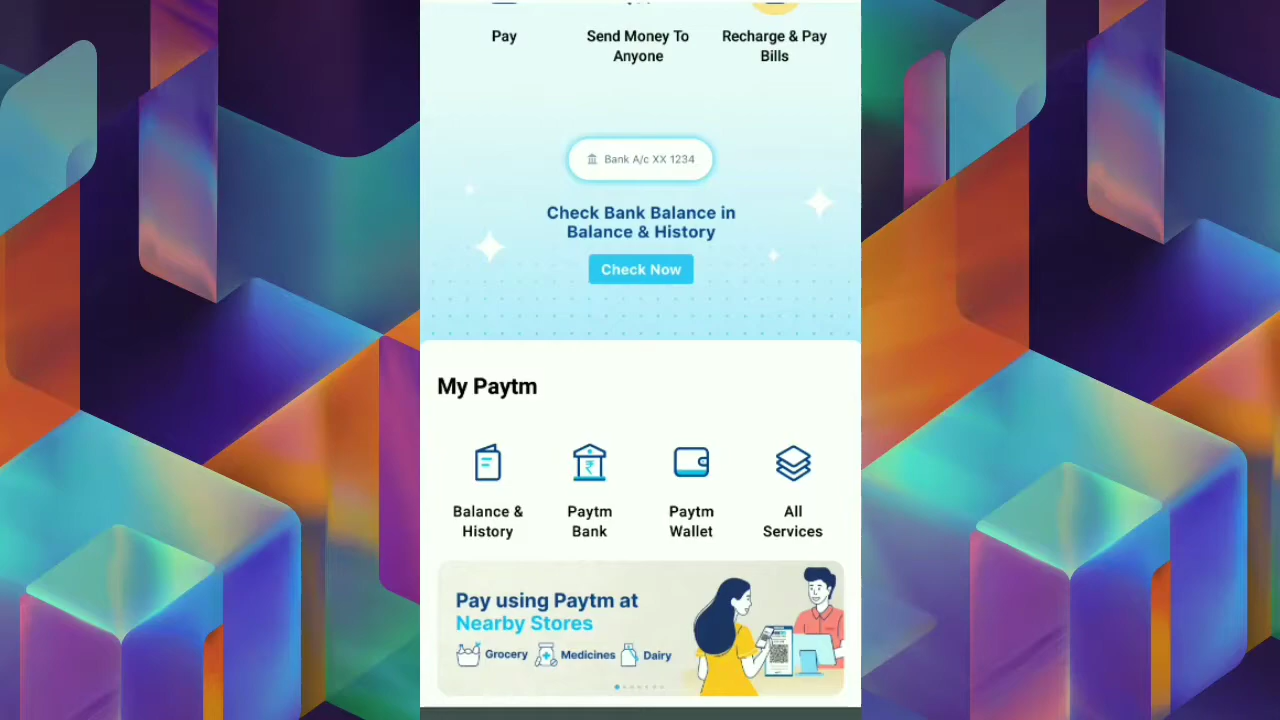 Pay
Send Money To
Anyone
Recharge & Pay
Bills
Bank A/c XX 1234
Check Bank Balance in
Balance & History
Check Now
My Paytm
Balance &
History
Paytm
Bank
Paytm
Wallet
All
Services
Pay using Paytm at
Nearby Stores
Grocery
Medicines
Dairy